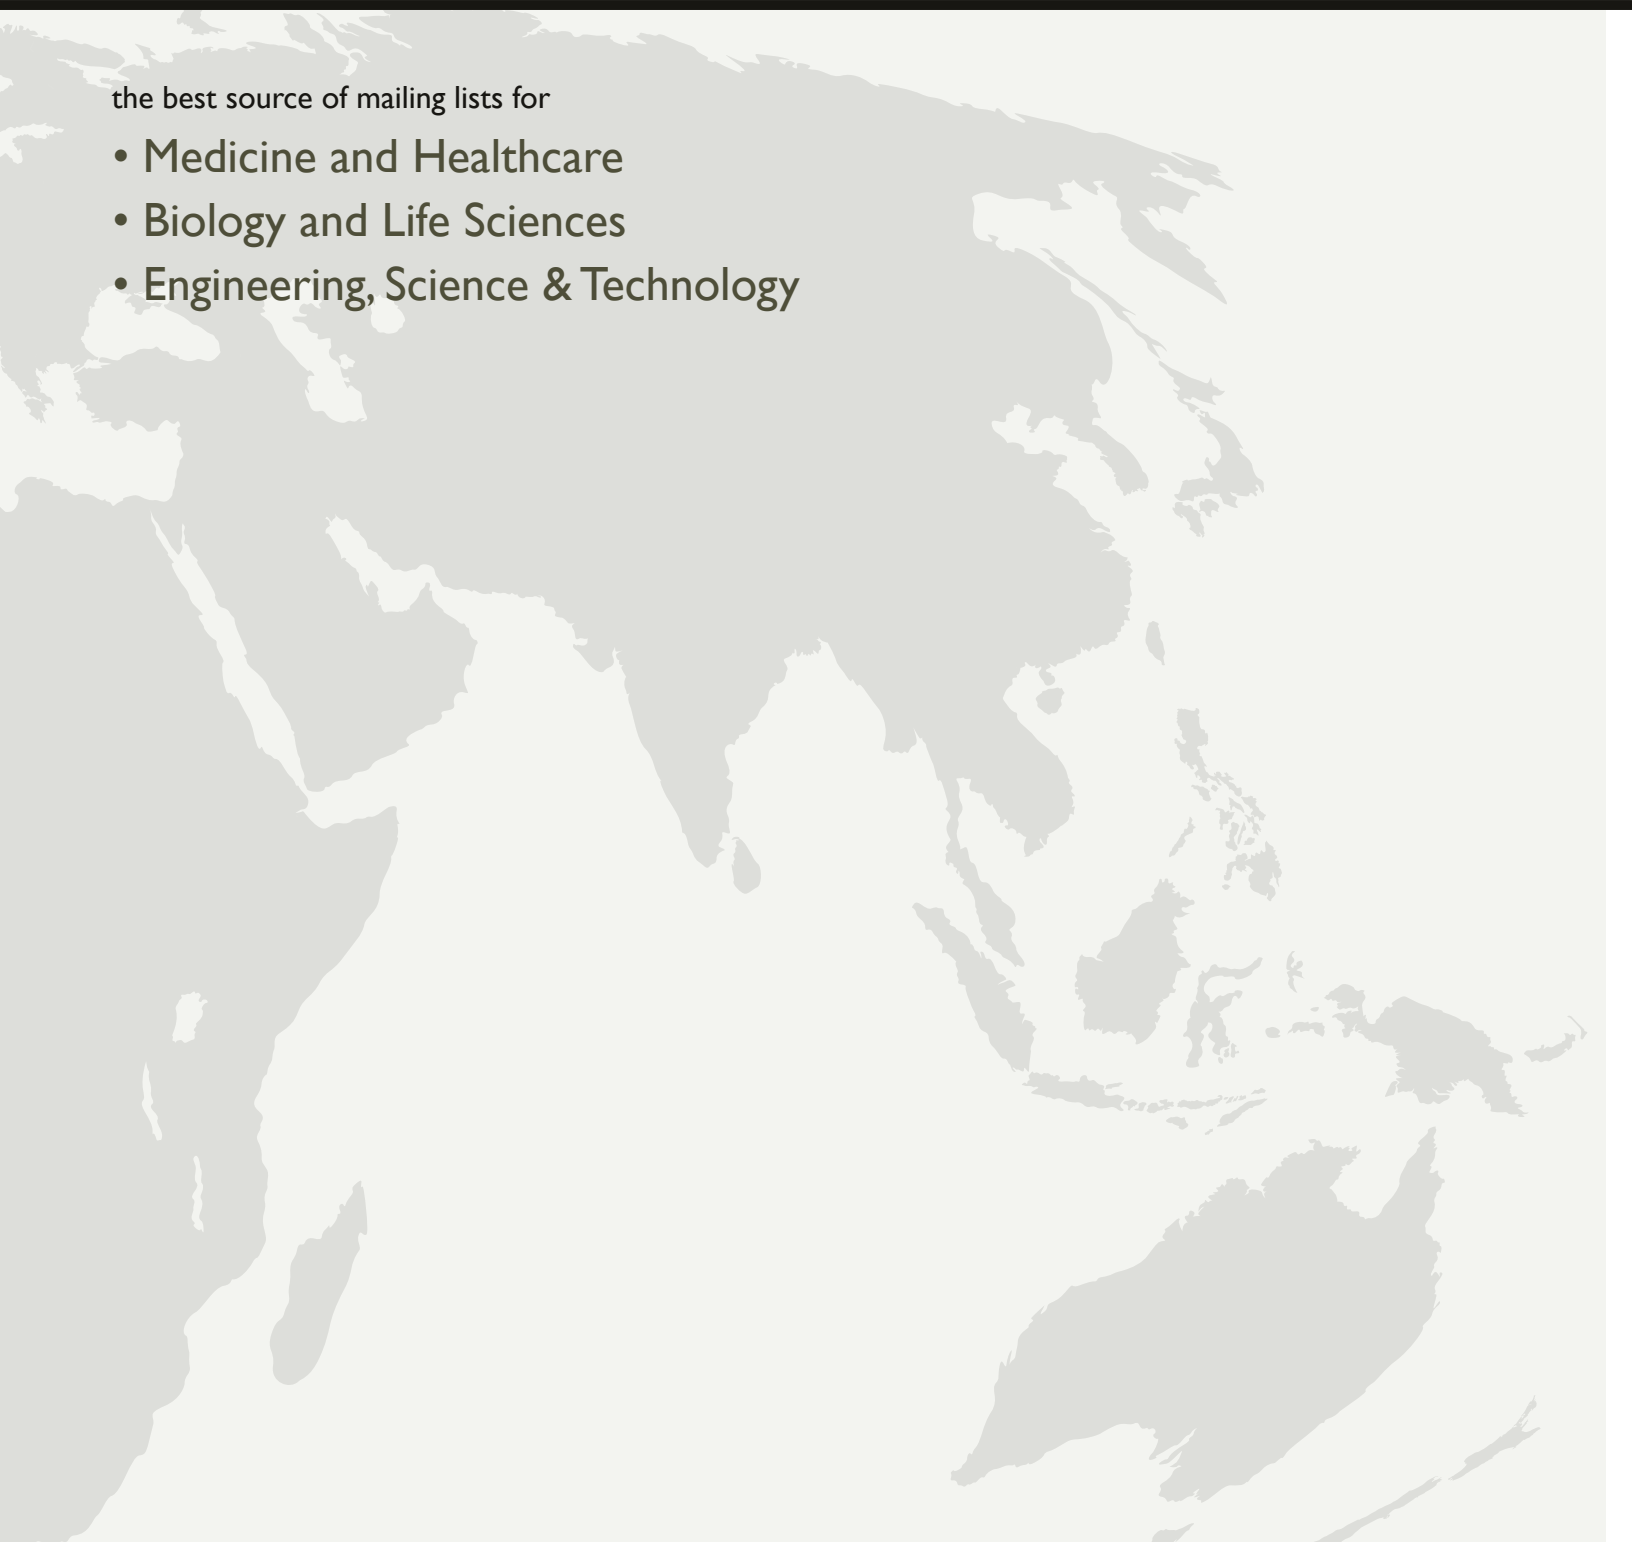 the best source of mailing lists for
• Medicine and Healthcare
• Biology and Life Sciences
• Engineering, Science & Technology